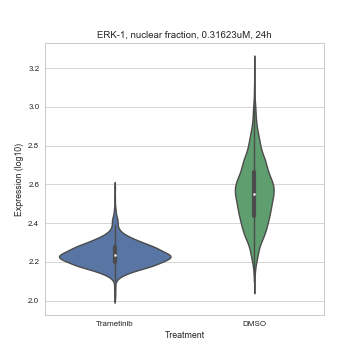 ERK-1, nuclear fraction, 0.31623uM, 24h
3.2
3.0
2.8
2.6
2.4
2.2
2.0
Expression (log10)
Trametinib DMSO
Treatment